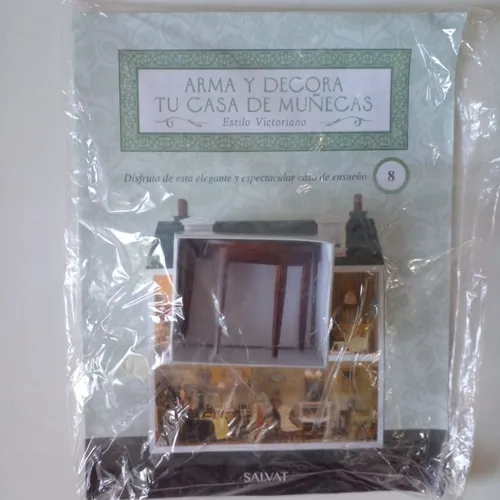 ARMA Y DECORA
TU CASA DE MUÑECAS
Estilo Victoriano
Disfruta de esta elegante y espectacular casa de ensueño
8
SALVAT